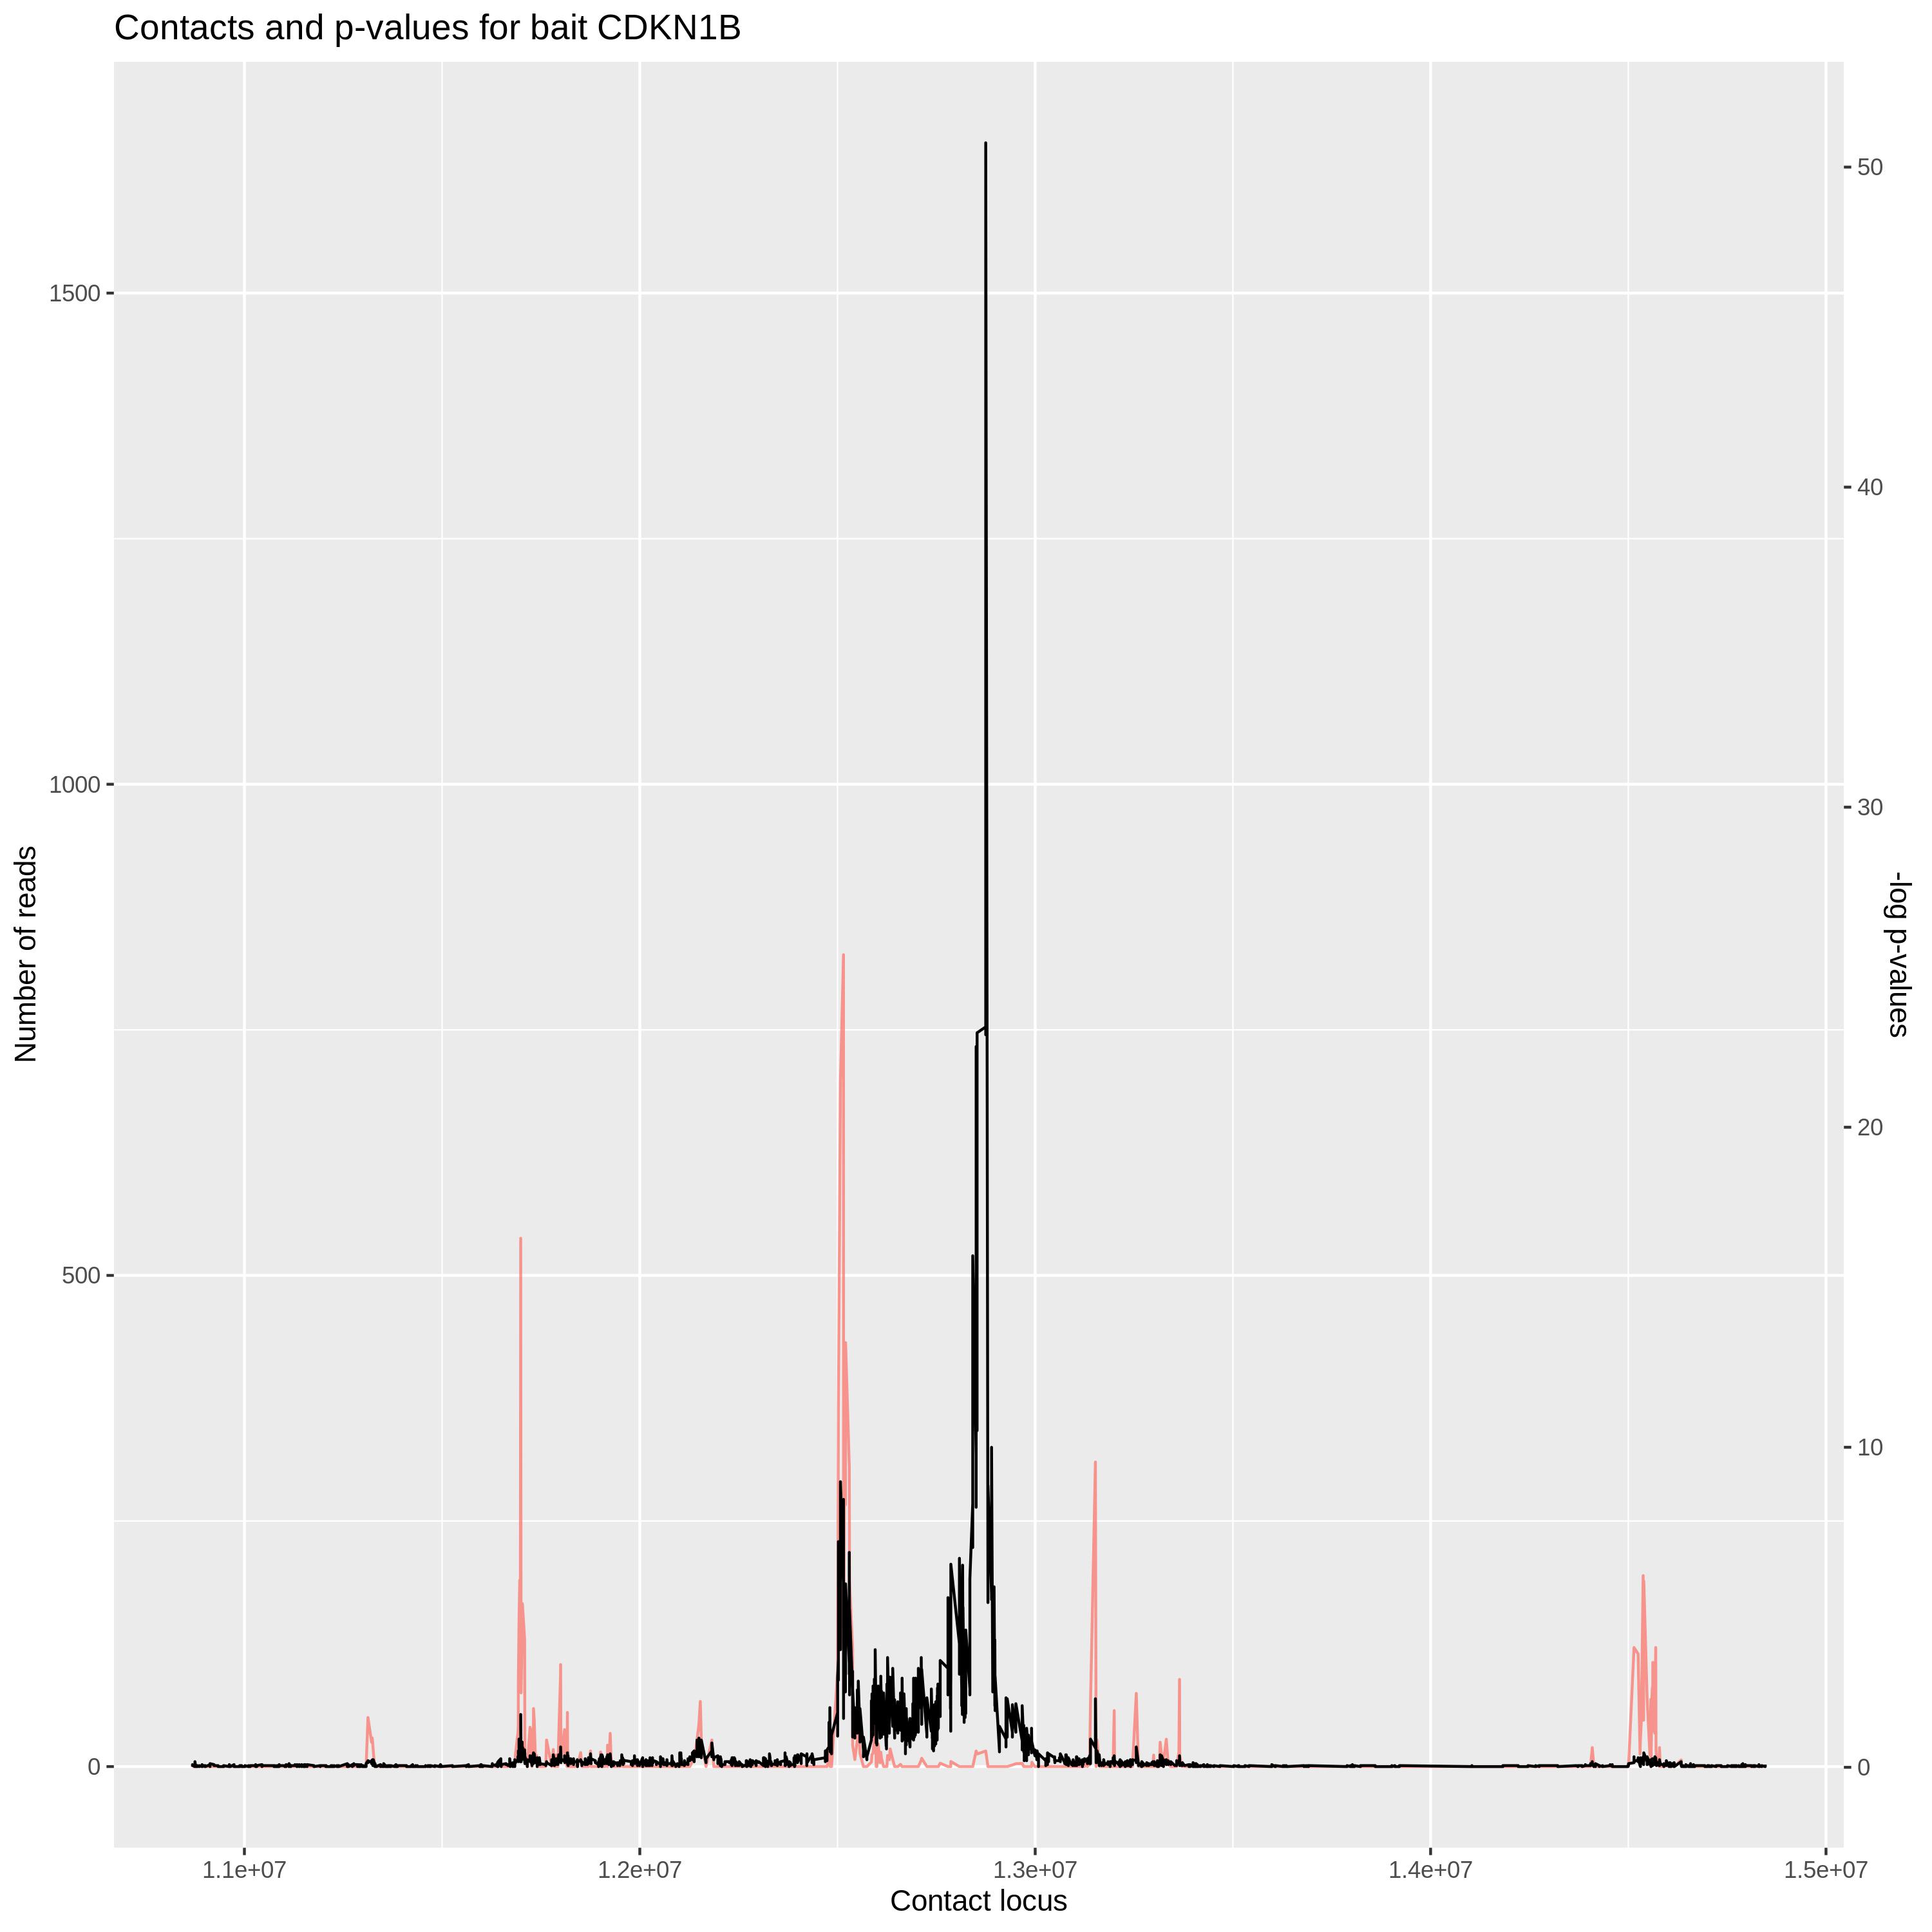 Contacts and p-values for bait CDKN1B
1500
1000
500
0
Number of reads
50
40
30
20
10
0
-log p-values
1.1e+07
1.2e+07
1.3e+07
1.4e+07
1.5e+07
Contact locus